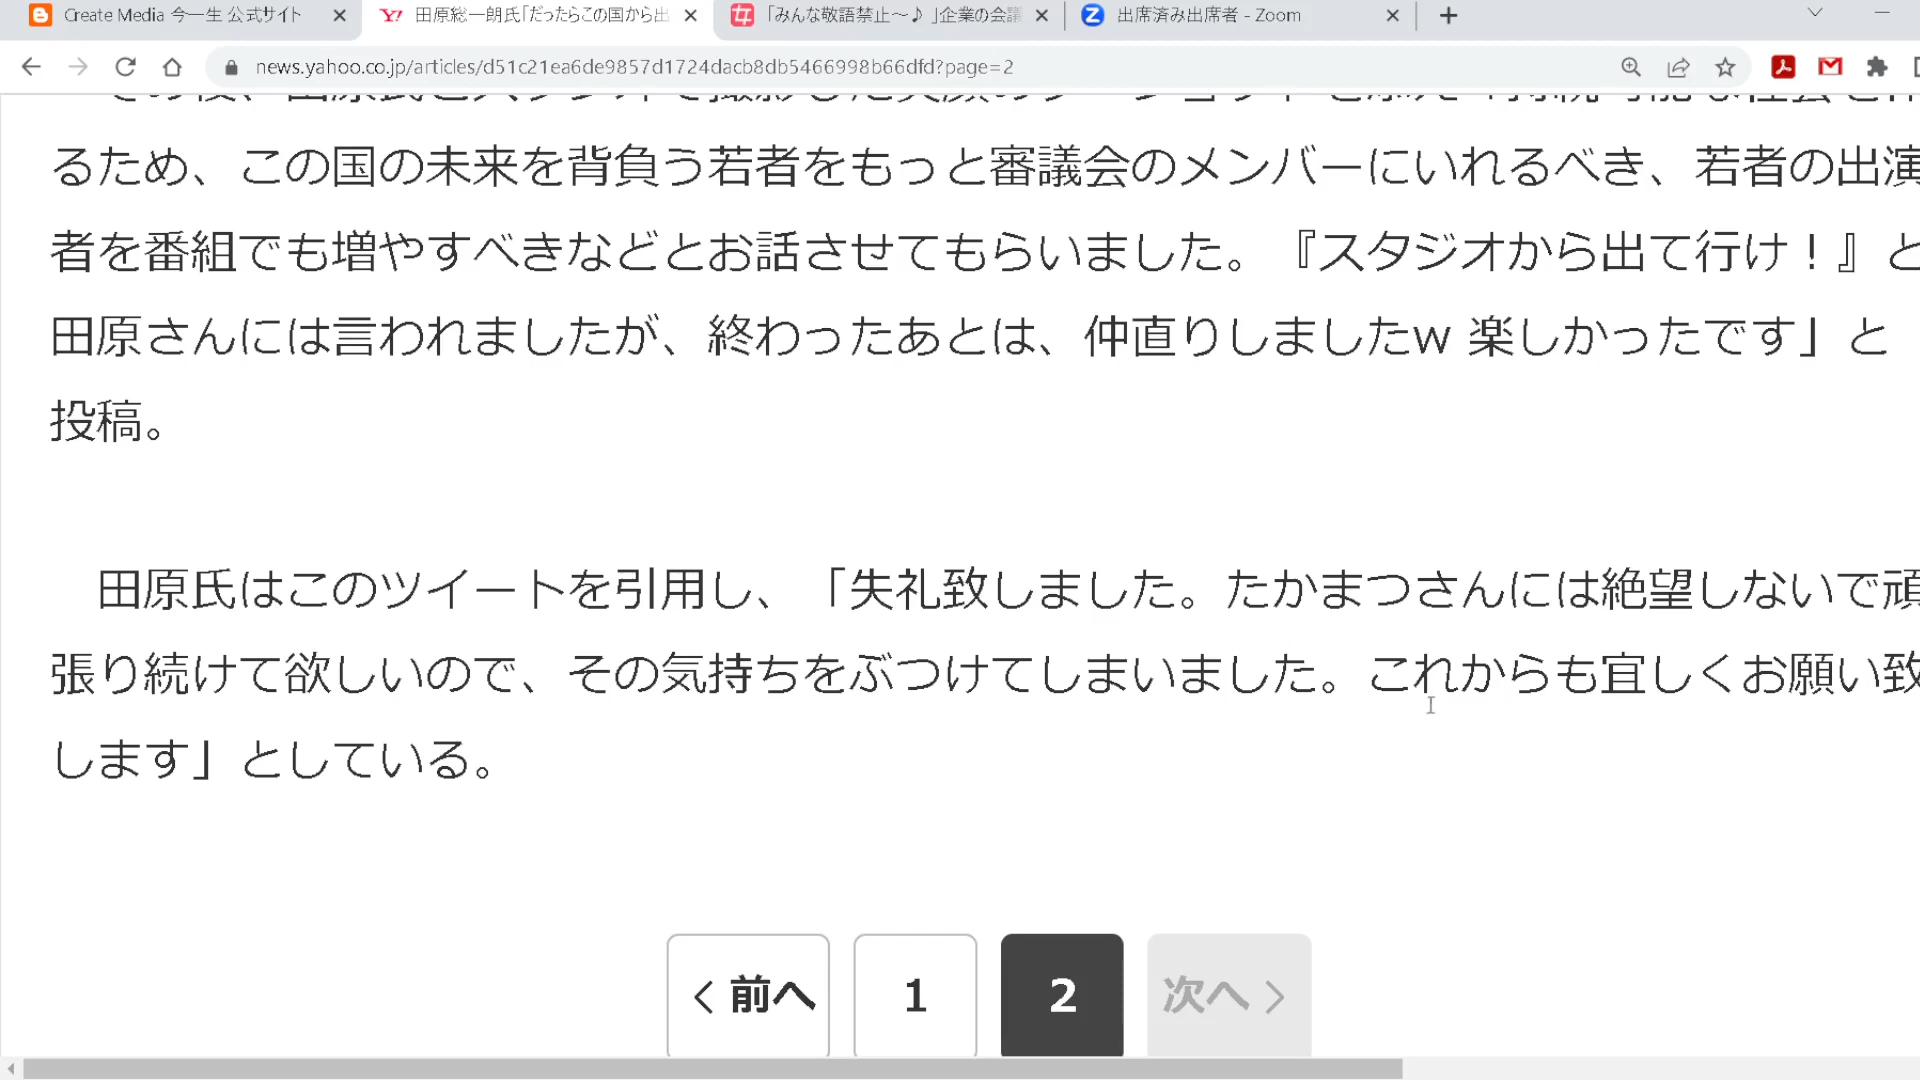 Create Media 今一生 公式サイト
田原総一朗氏「だったらこの国から出
「みんな敬語禁止～♪」企業の会議
出席済み出席者 - Zoom
news.yahoo.co.jp/articles/d51c21ea6de9857d1724dacb8db5466998b66dfd?page=2
るため、この国の未来を背負う若者をもっと審議会のメンバーにいれるべき、若者の出演
者を番組でも増やすべきなどとお話させてもらいました。『スタジオから出て行け！』と
田原さんには言われましたが、終わったあとは、仲直りしましたw 楽しかったです」と
投稿。
田原氏はこのツイートを引用し、「失礼致しました。たかまつさんには絶望しないで頑
張り続けて欲しいので、その気持ちをぶつけてしまいました。これからも宜しくお願い致
します」としている。
< 前へ 1 2 次へ >